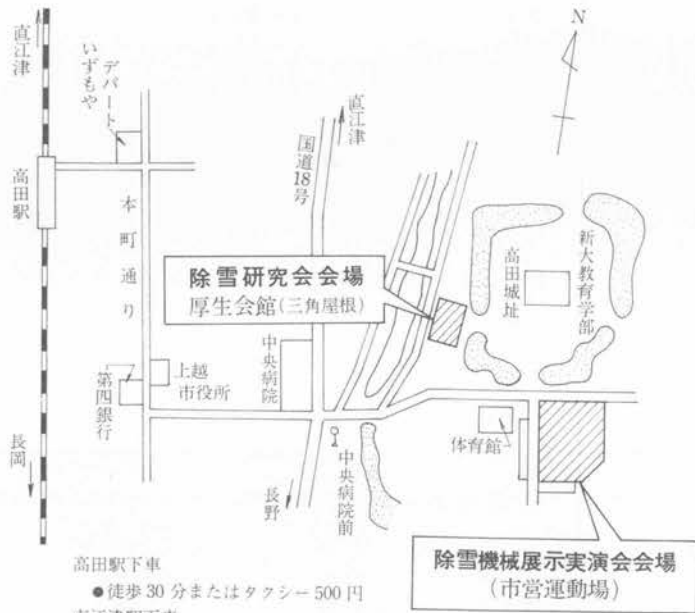 直江津
いずもや
デパート
高田駅
本町通り
国道18号
直江津
N
除雪研究会会場
厚生会館(三角屋根)
高田城址
新大教育学部
上越
市役所
第四銀行
中央病院
体育館
中央病院前
長岡
長野
除雪機械展示実演会会場
(市営運動場)
高田駅下車
●徒歩30分またはタクシー500円